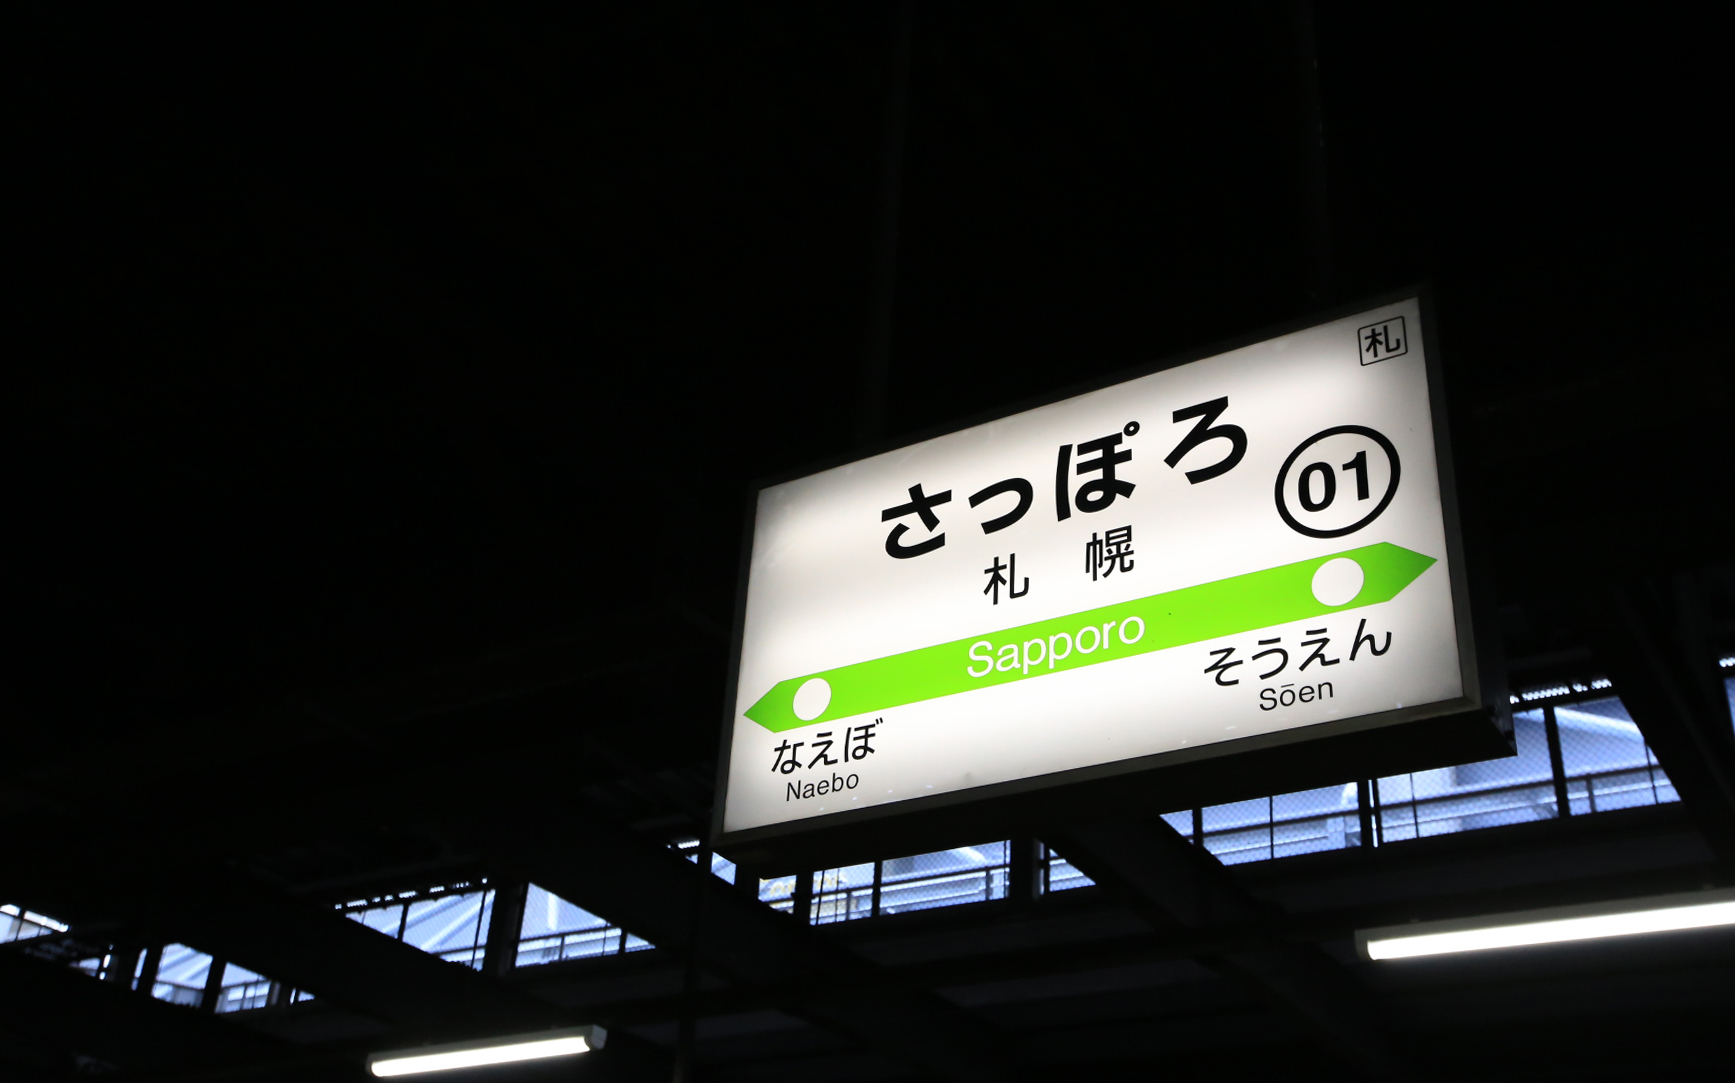 札
さっぽろ
01
札 幌
Sapporo
なえぼ
Naebo
そうえん
Sōen